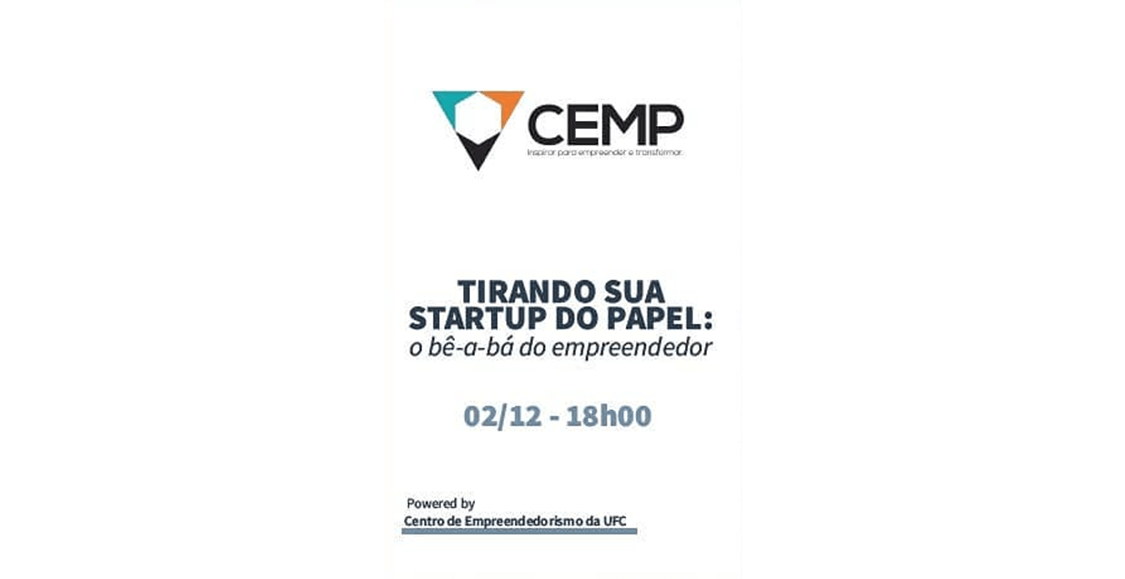 CEMP
Inspirar para empreender e transformar.
TIRANDO SUA
STARTUP DO PAPEL:
o bê-a-bá do empreendedor
02/12 - 18h00
Powered by
Centro de Empreendedorismo da UFC